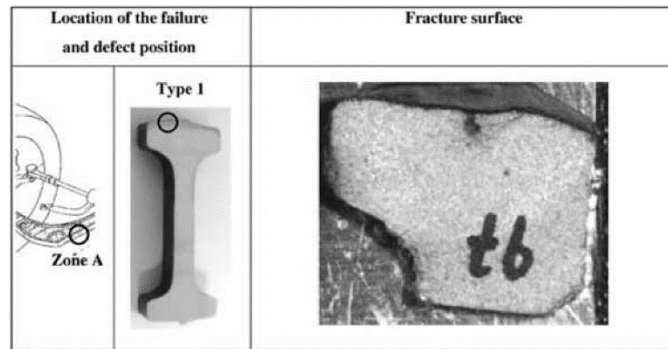 Location of the failure
and defect position
Fracture surface
Type 1
Zone A
t6